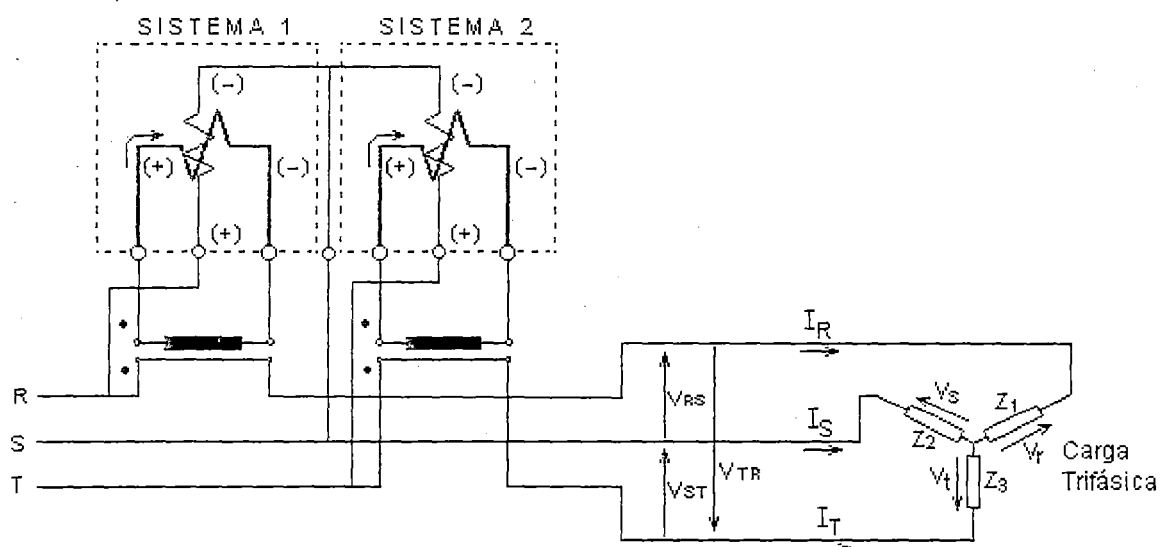 SISTEMA 1 SISTEMA 2
(-) (-)
(+) (-) (+) (-)
(+) (+)
I_R
R
V_RS V_s Z_1
S I_S Z_2 V_r Carga
V_TR Trifásica
T V_ST V_t Z_3
I_T